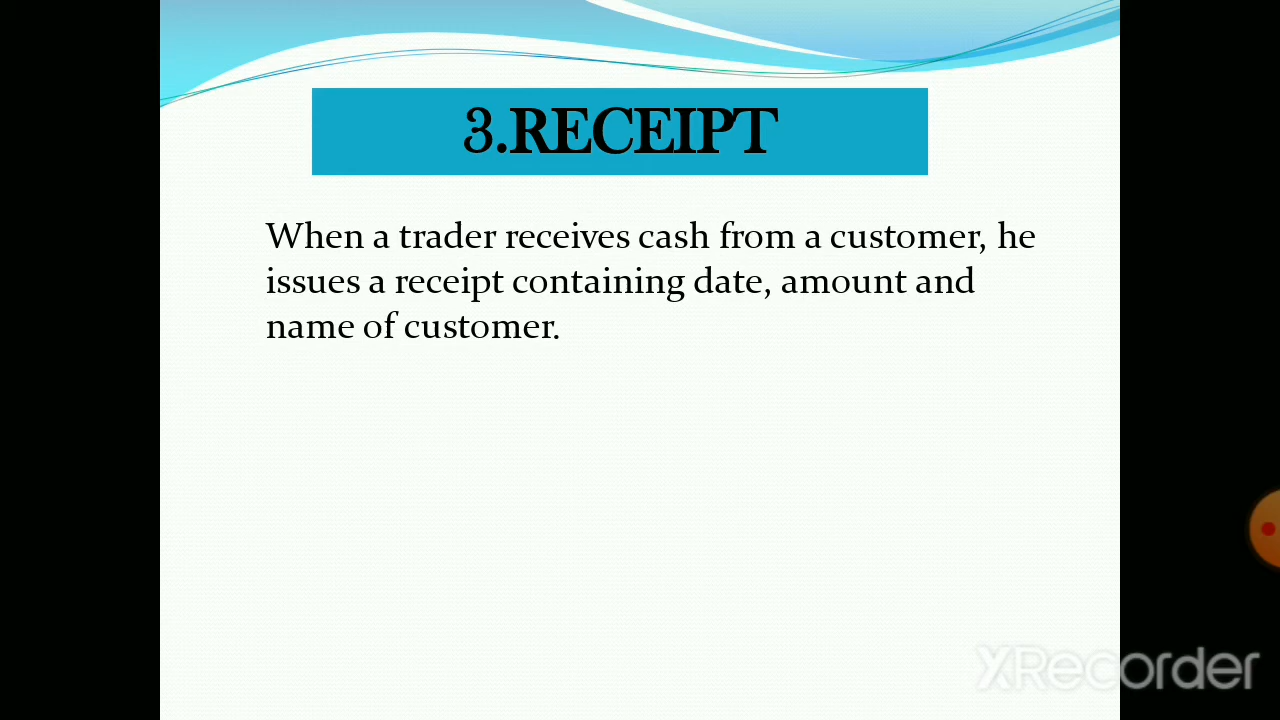 3.RECEIPT
When a trader receives cash from a customer, he
issues a receipt containing date, amount and
name of customer.
XRecorder